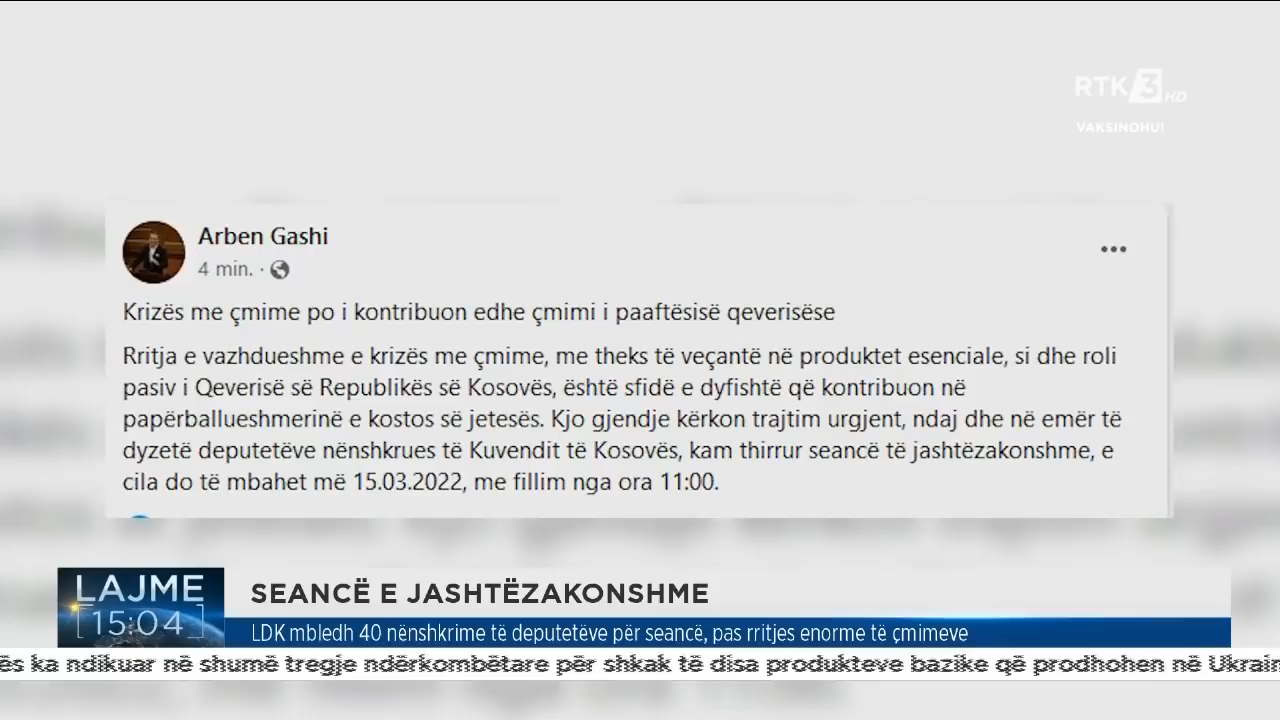 RTK 3 HD
VAKSINOHU!
Arben Gashi
4 min. ·
Krizës me çmime po i kontribuon edhe çmimi i paaftësisë qeverisëse
Rritja e vazhdueshme e krizës me çmime, me theks të veçantë në produktet esenciale, si dhe roli
pasiv i Qeverisë së Republikës së Kosovës, është sfidë e dyfishtë që kontribuon në
papërballueshmerinë e kostos së jetesës. Kjo gjendje kërkon trajtim urgjent, ndaj dhe në emër të
dyzetë deputetëve nënshkrues të Kuvendit të Kosovës, kam thirrur seancë të jashtëzakonshme, e
cila do të mbahet më 15.03.2022, me fillim nga ora 11:00.
LAJME
15:04
SEANCË E JASHTËZAKONSHME
LDK mbledh 40 nënshkrime të deputetëve për seancë, pas rritjes enorme të çmimeve
ës ka ndikuar në shumë tregje ndërkombëtare për shkak të disa produkteve bazike që prodhohen në Ukrain